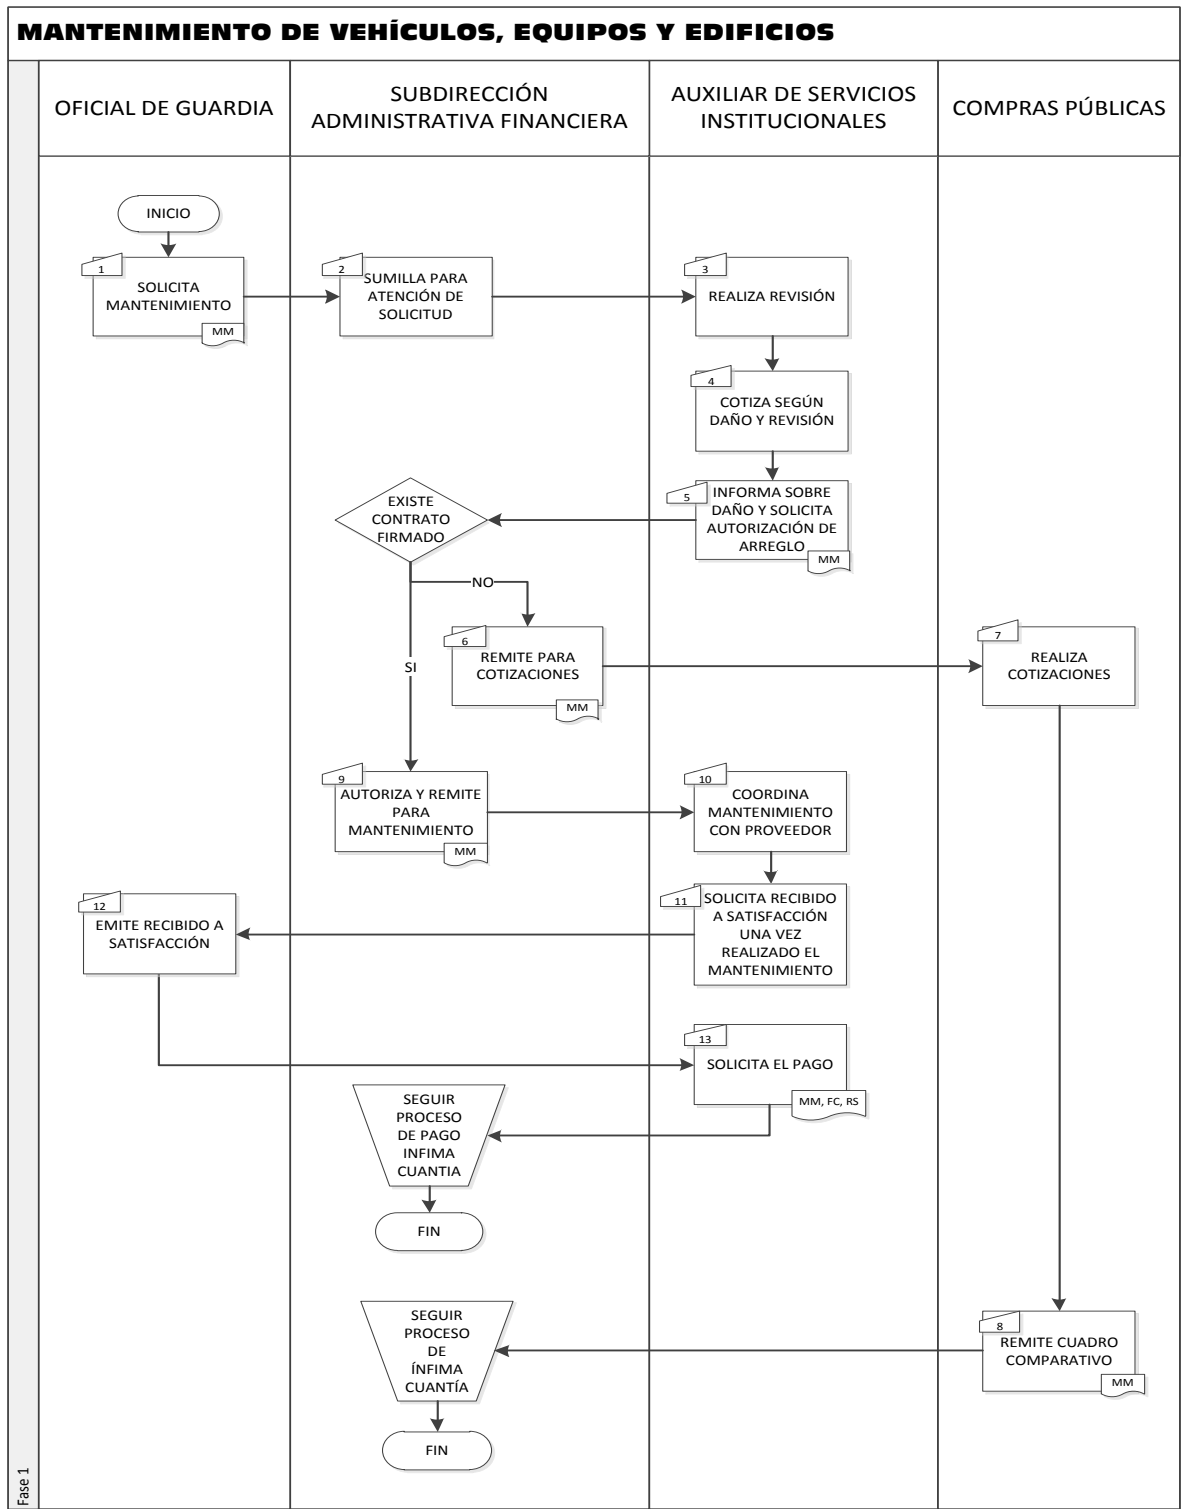 MANTENIMIENTO DE VEHÍCULOS, EQUIPOS Y EDIFICIOS
OFICIAL DE GUARDIA
SUBDIRECCIÓN
ADMINISTRATIVA FINANCIERA
AUXILIAR DE SERVICIOS
INSTITUCIONALES
COMPRAS PÚBLICAS
INICIO
1
SOLICITA
MANTENIMIENTO
MM
2
SUMILLA PARA
ATENCIÓN DE
SOLICITUD
3
REALIZA REVISIÓN
4
COTIZA SEGÚN
DAÑO Y REVISIÓN
5
INFORMA SOBRE
DAÑO Y SOLICITA
AUTORIZACIÓN DE
ARREGLO
MM
EXISTE
CONTRATO
FIRMADO
NO
SI
6
REMITE PARA
COTIZACIONES
MM
7
REALIZA
COTIZACIONES
9
AUTORIZA Y REMITE
PARA
MANTENIMIENTO
MM
10
COORDINA
MANTENIMIENTO
CON PROVEEDOR
11
SOLICITA RECIBIDO
A SATISFACCIÓN
UNA VEZ
REALIZADO EL
MANTENIMIENTO
12
EMITE RECIBIDO A
SATISFACCIÓN
13
SOLICITA EL PAGO
MM, FC, RS
SEGUIR
PROCESO
DE PAGO
INFIMA
CUANTIA
FIN
8
REMITE CUADRO
COMPARATIVO
MM
SEGUIR
PROCESO
DE
ÍNFIMA
CUANTÍA
FIN
Fase 1